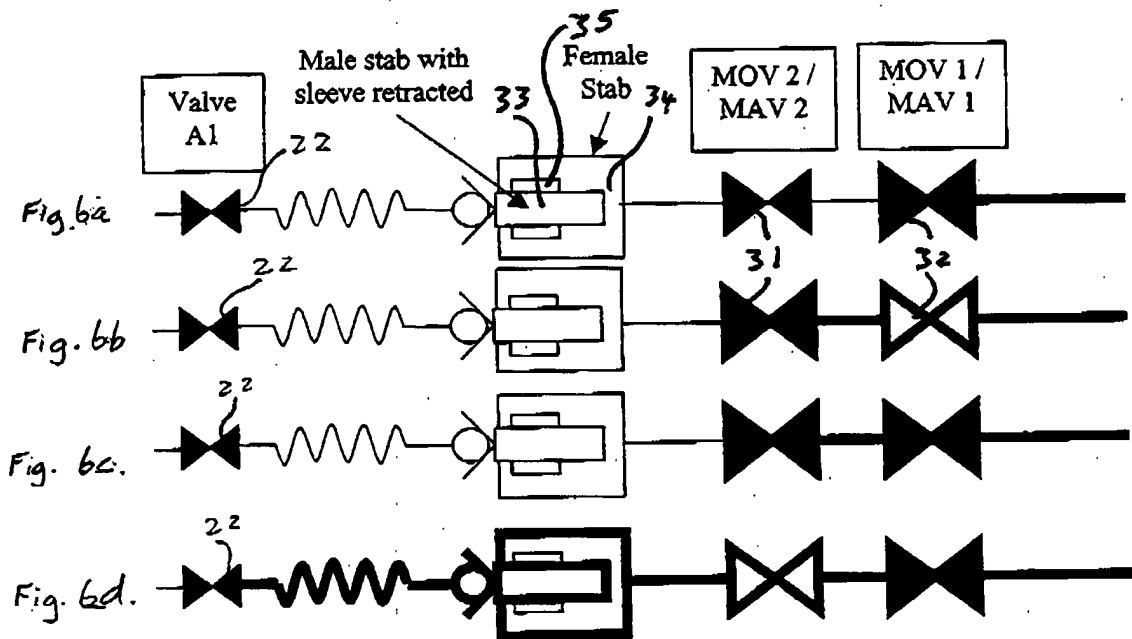 35
Male stab with
sleeve retracted
Female
Stab
33
34
Valve
A1
MOV 2 /
MAV 2
MOV 1 /
MAV 1
22
Fig. 6a
31
32
22
Fig. 6b
22
Fig. 6c.
22
Fig. 6d.